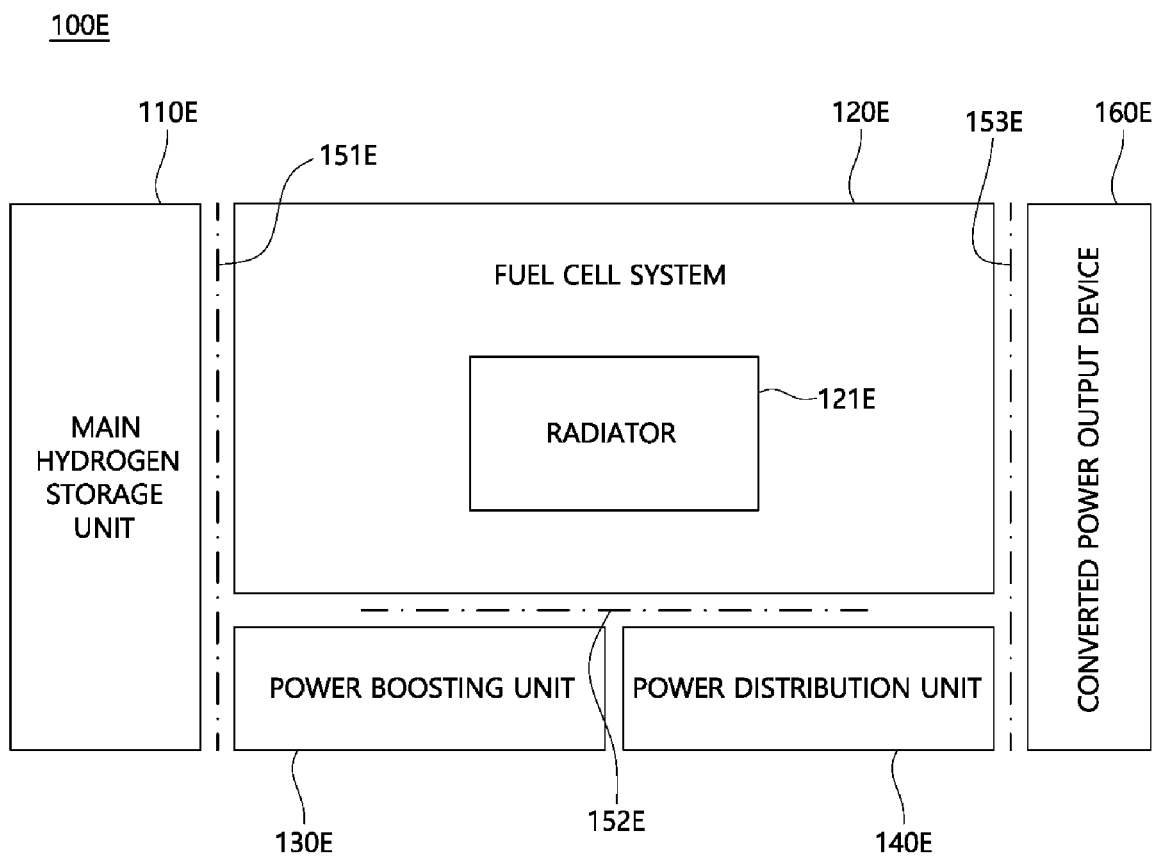 100E
110E
151E
120E
153E
160E
FUEL CELL SYSTEM
121E
RADIATOR
MAIN
HYDROGEN
STORAGE
UNIT
CONVERTED POWER OUTPUT DEVICE
POWER BOOSTING UNIT
POWER DISTRIBUTION UNIT
130E
152E
140E